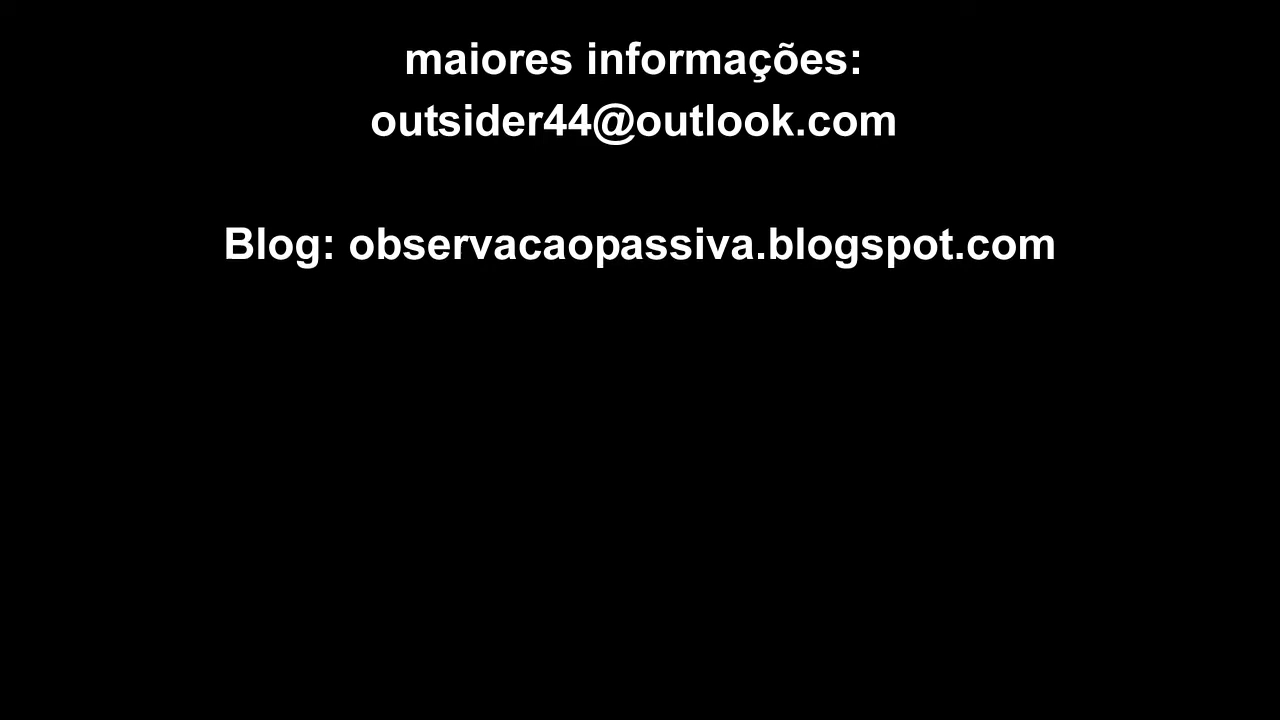 maiores informações:
outsider44@outlook.com
Blog: observacaopassiva.blogspot.com